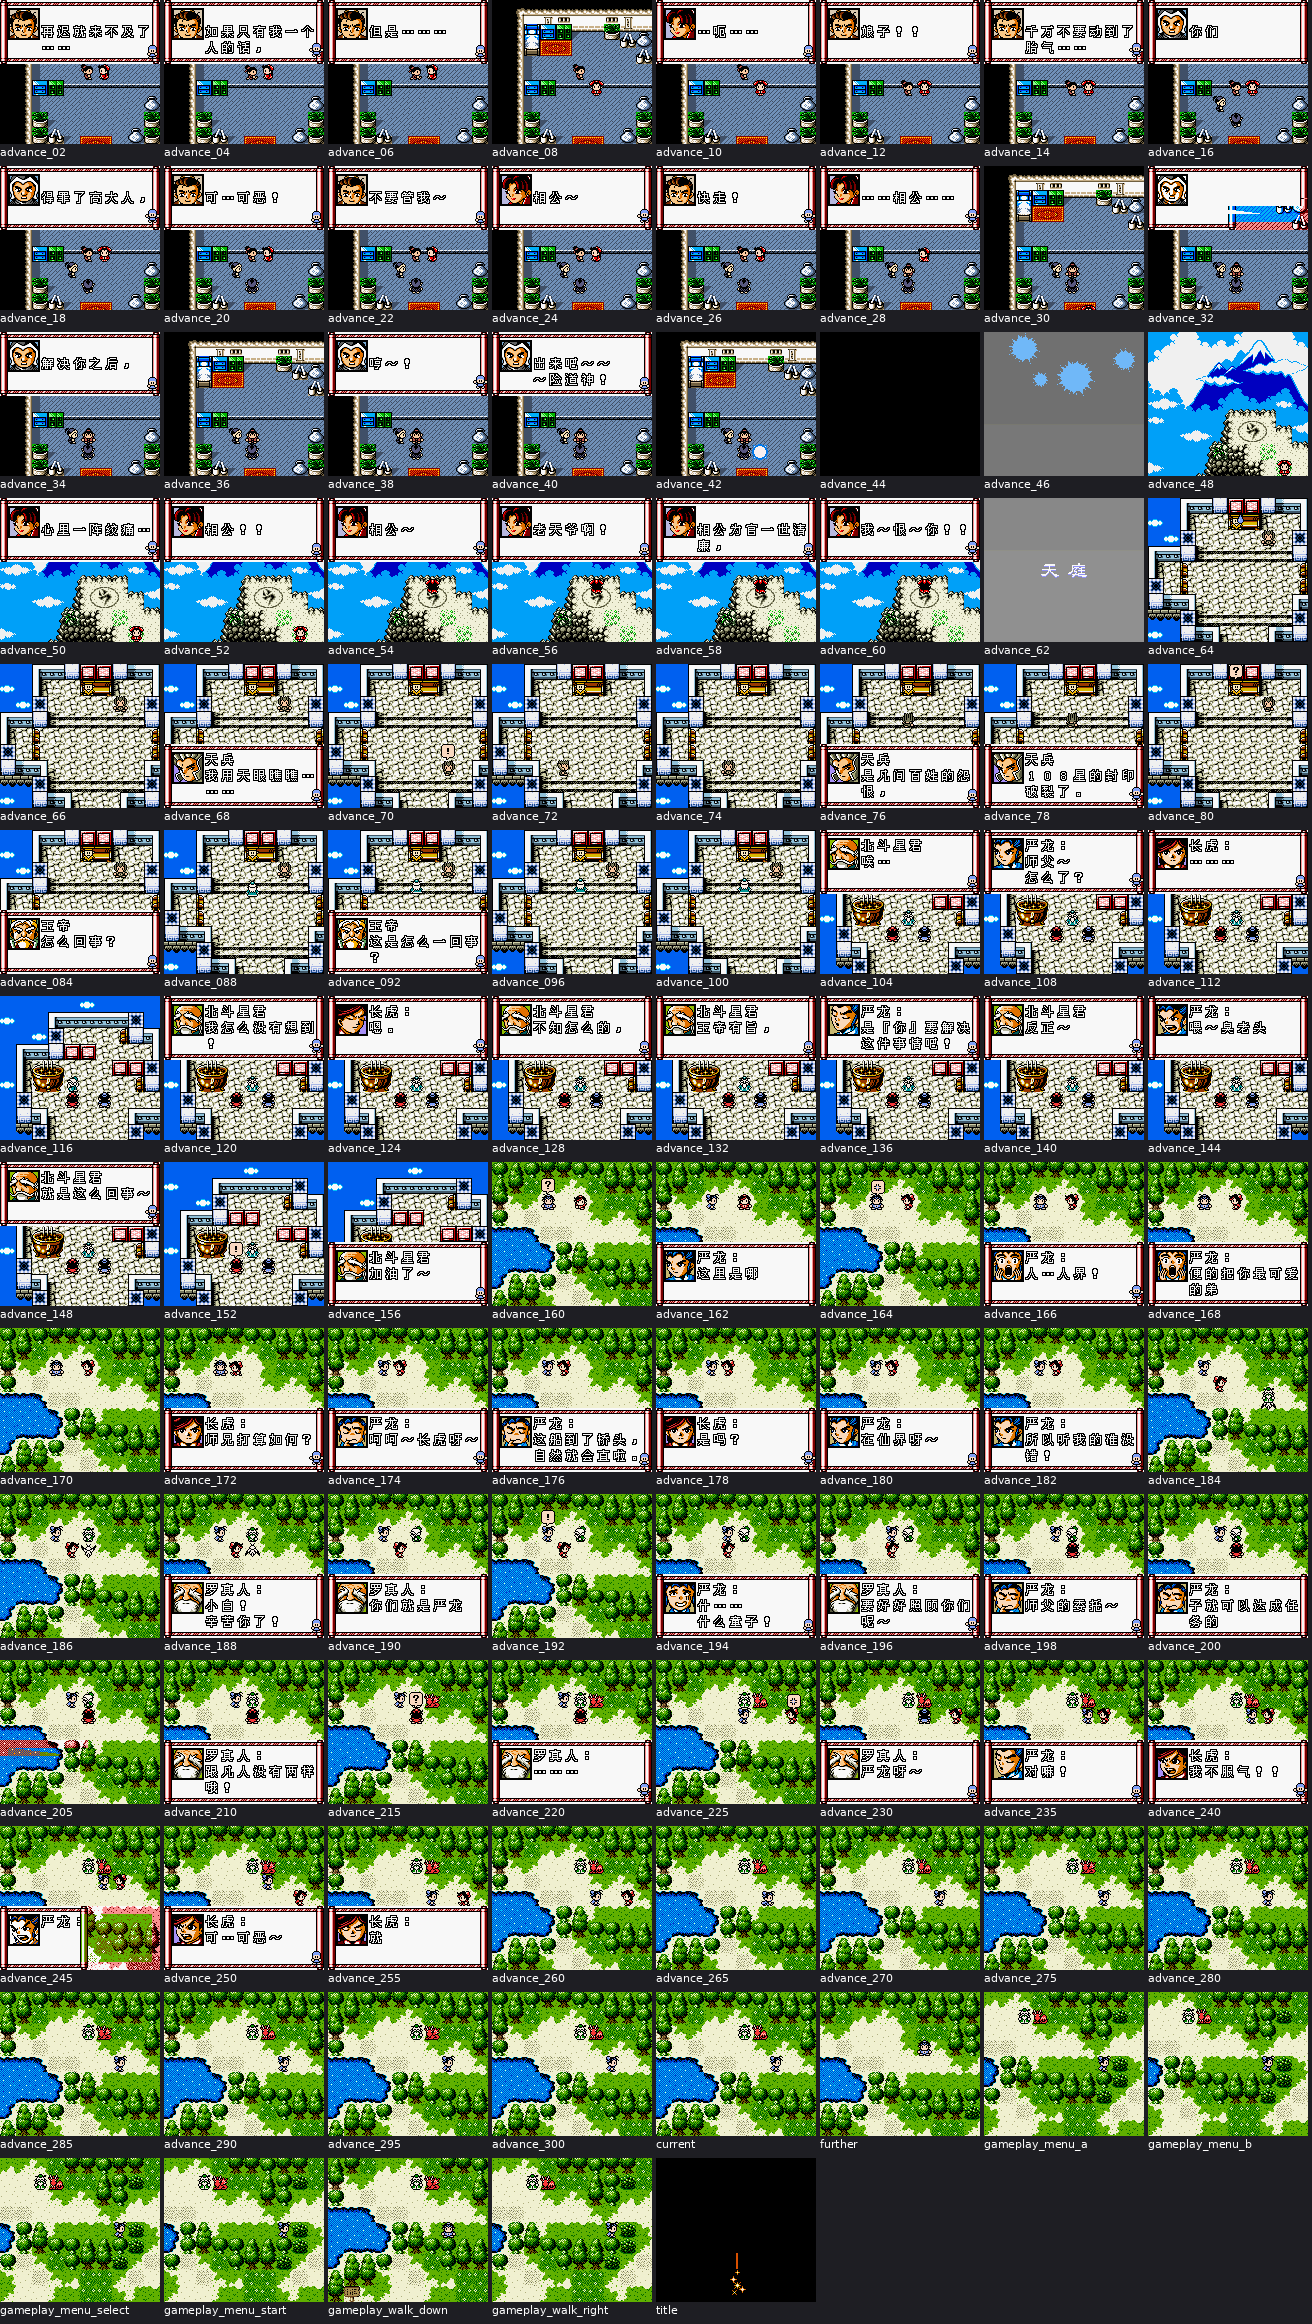 再迟就来不及了
……
如果只有我一个
人的话，
但是…………
…呃……
娘子！！
千万不要动到了
胎气……
你们
advance_02
advance_04
advance_06
advance_08
advance_10
advance_12
advance_14
advance_16
得罪了高大人，
可…可恶！
不要管我～
相公～
快走！
……相公……
advance_18
advance_20
advance_22
advance_24
advance_26
advance_28
advance_30
advance_32
解决你之后，
哼～！
出来吧～～
～险道神！
advance_34
advance_36
advance_38
advance_40
advance_42
advance_44
advance_46
advance_48
心里一阵绞痛…
相公！！
相公～
老天爷啊！
相公为官一世清
廉，
我～恨～你！！
天庭
advance_50
advance_52
advance_54
advance_56
advance_58
advance_60
advance_62
advance_64
天兵
我用天眼瞧瞧…
……
!
天兵
是凡间百姓的怨
恨，
天兵
108星的封印
破裂了。
?
advance_66
advance_68
advance_70
advance_72
advance_74
advance_76
advance_78
advance_80
玉帝
怎么回事？
玉帝
这是怎么一回事
？
北斗星君
唉…
严龙：
师父～
怎么了？
长虎：
…………
advance_084
advance_088
advance_092
advance_096
advance_100
advance_104
advance_108
advance_112
北斗星君
我怎么没有想到
！
长虎：
嗯。
北斗星君
不知怎么的，
北斗星君
玉帝有旨，
严龙：
是『你』要解决
这件事情吧！
北斗星君
反正～
严龙：
嗯～臭老头
advance_116
advance_120
advance_124
advance_128
advance_132
advance_136
advance_140
advance_144
北斗星君
就是这么回事～
!
北斗星君
加油了～
?
严龙：
这里是哪
严龙：
人…人界！
严龙：
便的把你最可爱
的弟
advance_148
advance_152
advance_156
advance_160
advance_162
advance_164
advance_166
advance_168
长虎：
师兄打算如何？
严龙：
呵呵～长虎呀～
严龙：
这船到了桥头，
自然就会直啦。
长虎：
是吗？
严龙：
在仙界呀～
严龙：
所以听我的准没
错！
advance_170
advance_172
advance_174
advance_176
advance_178
advance_180
advance_182
advance_184
罗真人：
小白！
辛苦你了！
罗真人：
你们就是严龙
!
严龙：
什……
什么童子！
罗真人：
要好好照顾你们
呢～
严龙：
师父的委托～
严龙：
子就可以达成任
务的
advance_186
advance_188
advance_190
advance_192
advance_194
advance_196
advance_198
advance_200
罗真人：
跟凡人没有两样
哦！
?
罗真人：
…………
罗真人：
严龙呀～
严龙：
对嘛！
长虎：
我不服气！！
advance_205
advance_210
advance_215
advance_220
advance_225
advance_230
advance_235
advance_240
严龙：
长虎：
可…可恶～
长虎：
就
advance_245
advance_250
advance_255
advance_260
advance_265
advance_270
advance_275
advance_280
advance_285
advance_290
advance_295
advance_300
current
further
gameplay_menu_a
gameplay_menu_b
gameplay_menu_select
gameplay_menu_start
gameplay_walk_down
gameplay_walk_right
title